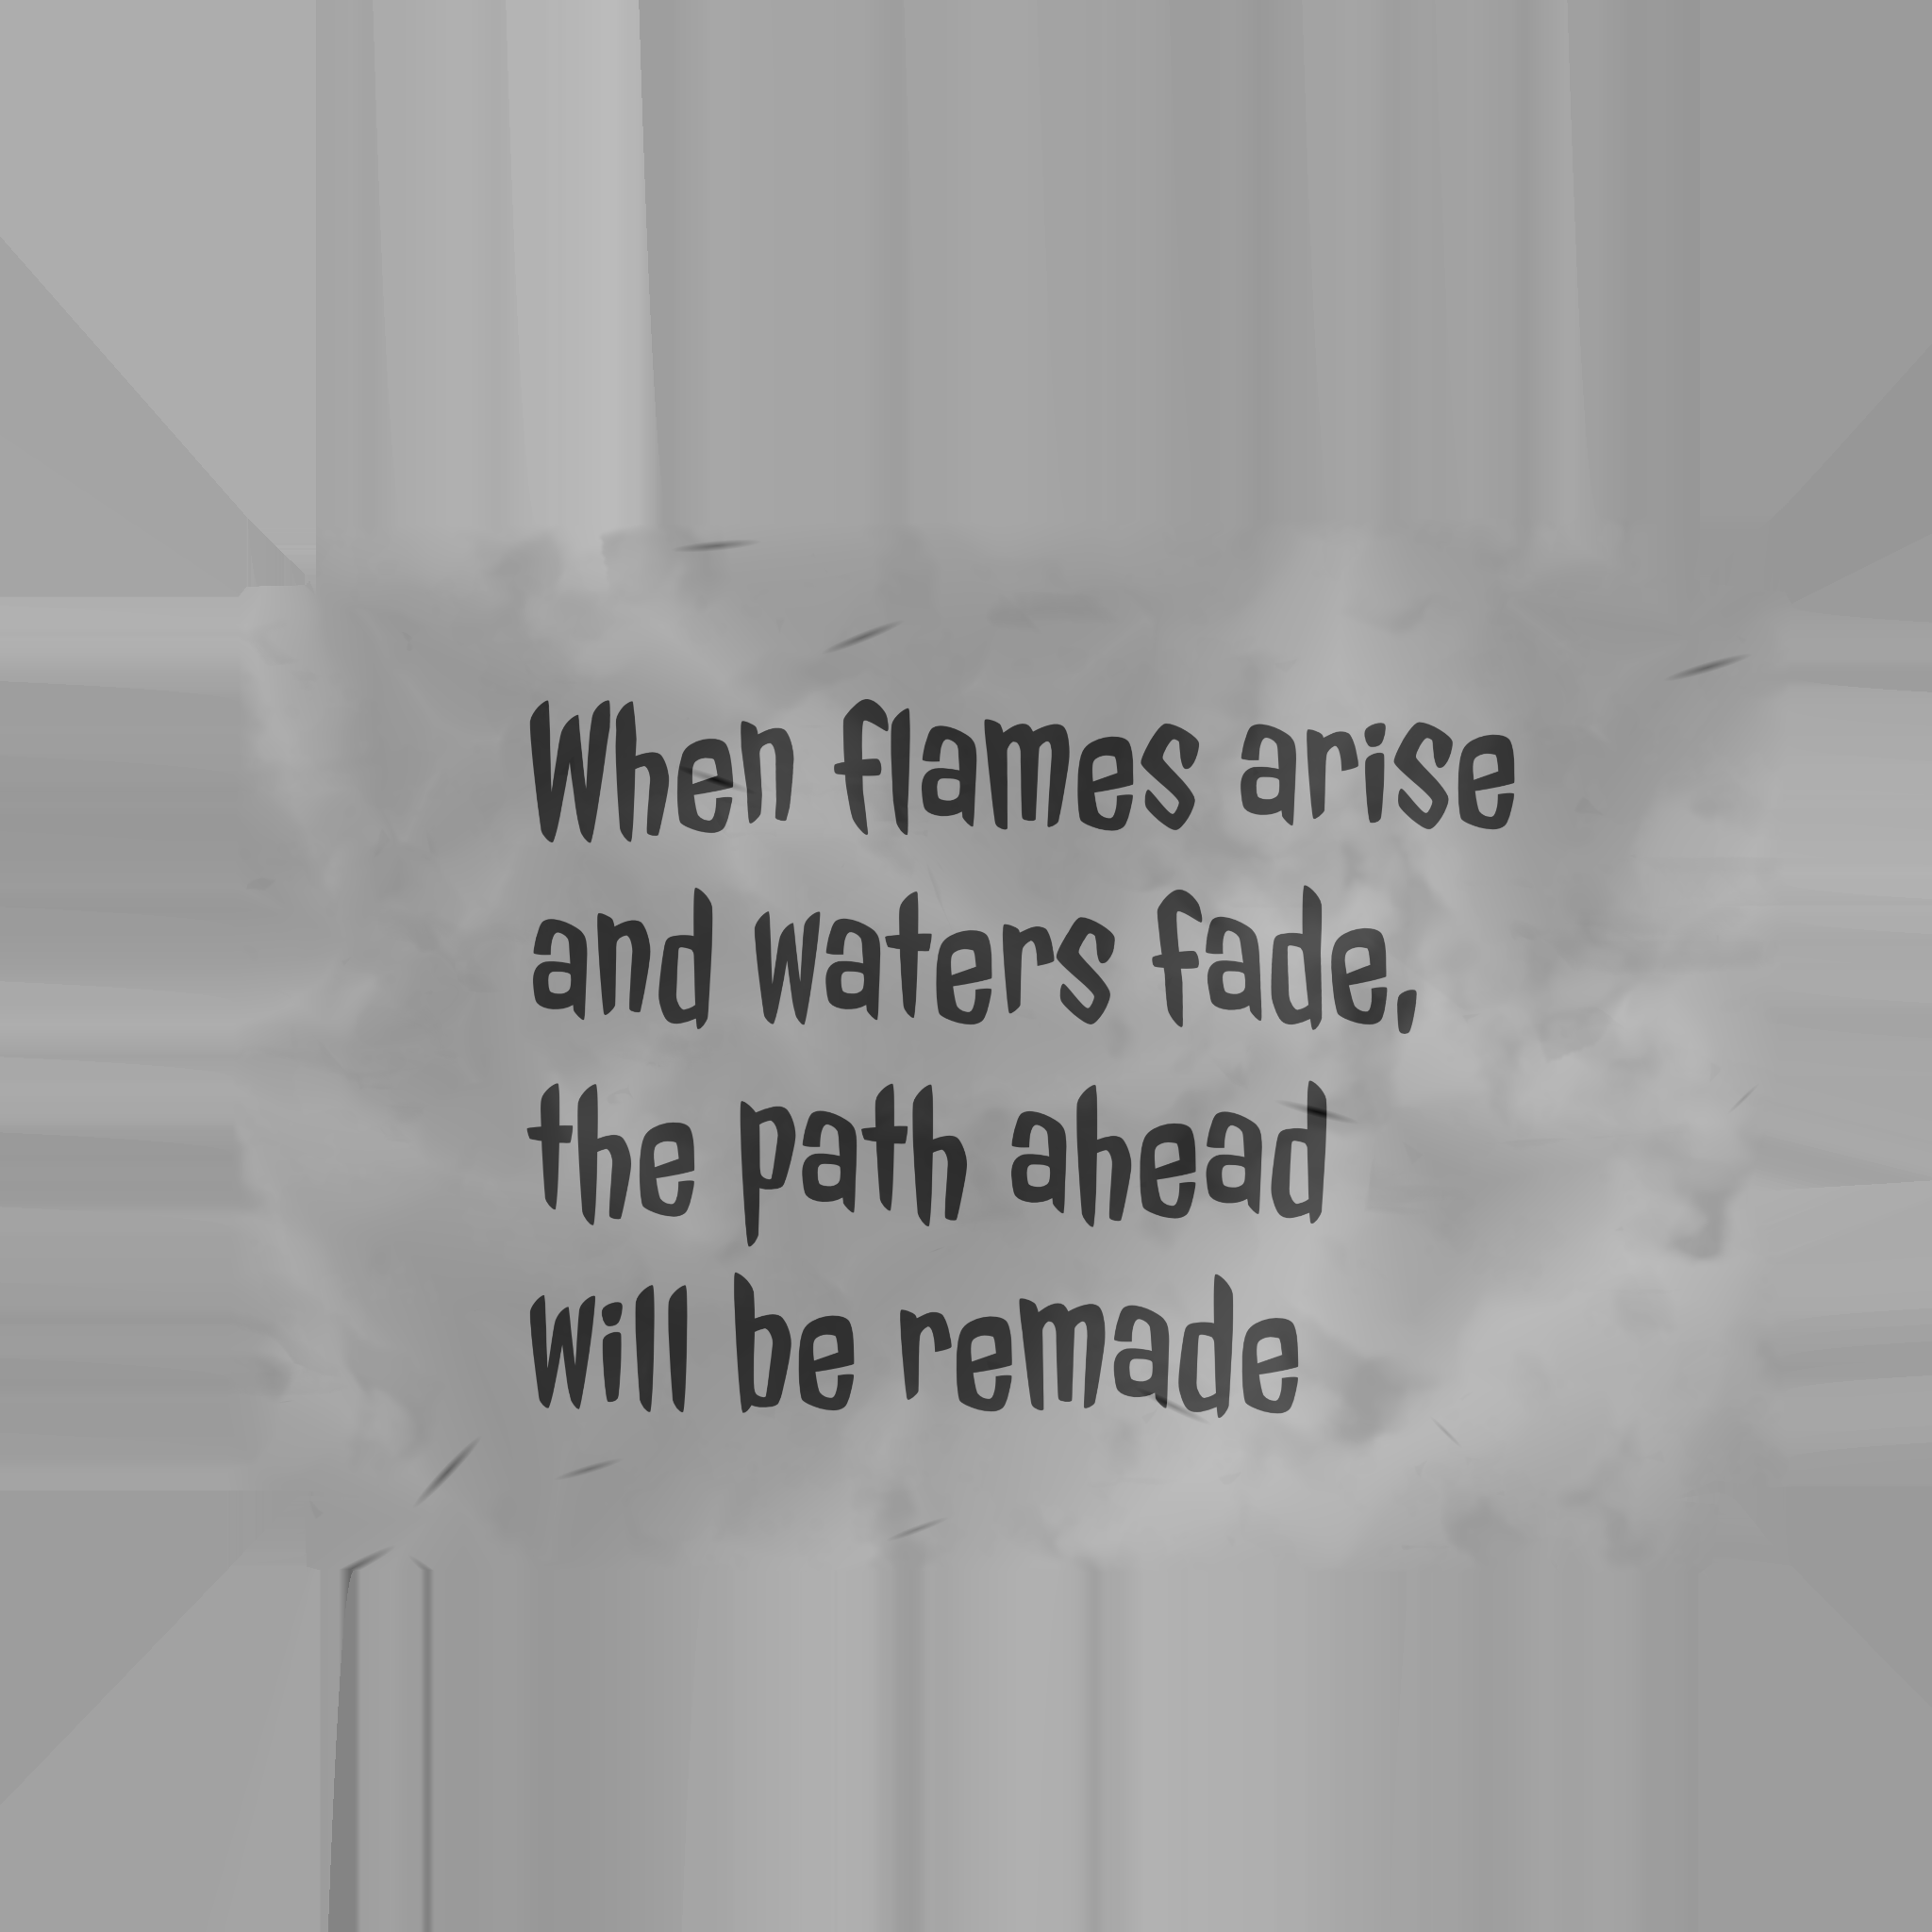 When flames arise
and waters fade,
the path ahead
will be remade